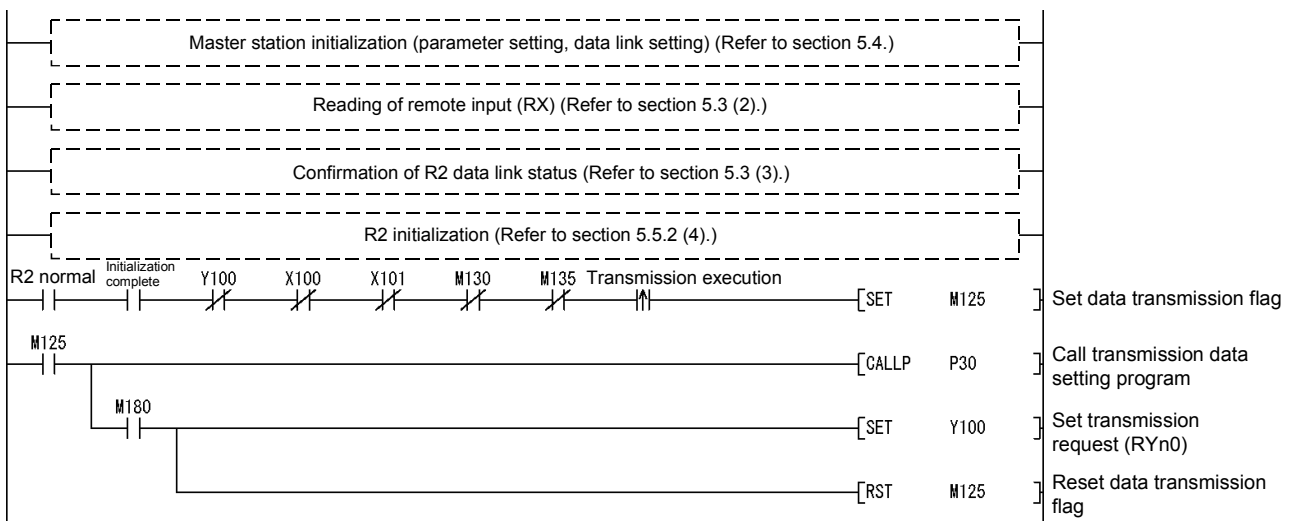 Master station initialization (parameter setting, data link setting) (Refer to section 5.4.)
Reading of remote input (RX) (Refer to section 5.3 (2).)
Confirmation of R2 data link status (Refer to section 5.3 (3).)
R2 initialization (Refer to section 5.5.2 (4).)
R2 normal Initialization complete Y100 X100 X101 M130 M135 Transmission execution
[SET M125] Set data transmission flag
M125
[CALLP P30] Call transmission data
setting program
M180
[SET Y100] Set transmission
request (RYn0)
[RST M125] Reset data transmission
flag